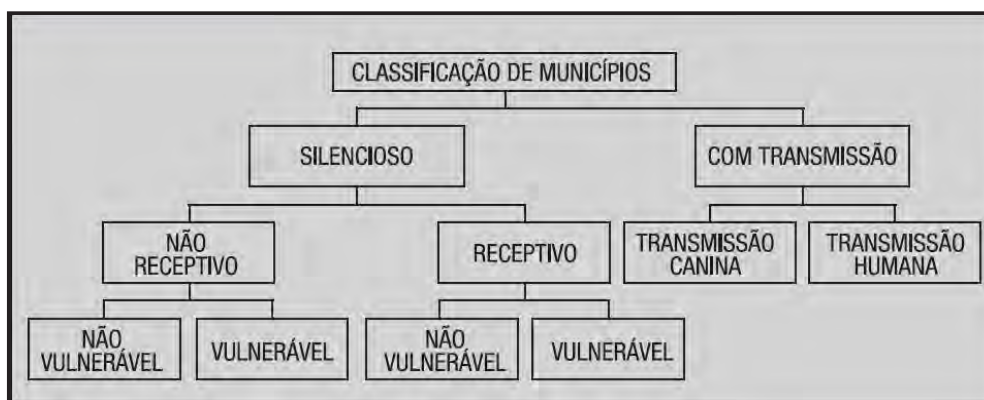 CLASSIFICAÇÃO DE MUNICÍPIOS
SILENCIOSO
COM TRANSMISSÃO
NÃO
RECEPTIVO
RECEPTIVO
TRANSMISSÃO
CANINA
TRANSMISSÃO
HUMANA
NÃO
VULNERÁVEL
VULNERÁVEL
NÃO
VULNERÁVEL
VULNERÁVEL